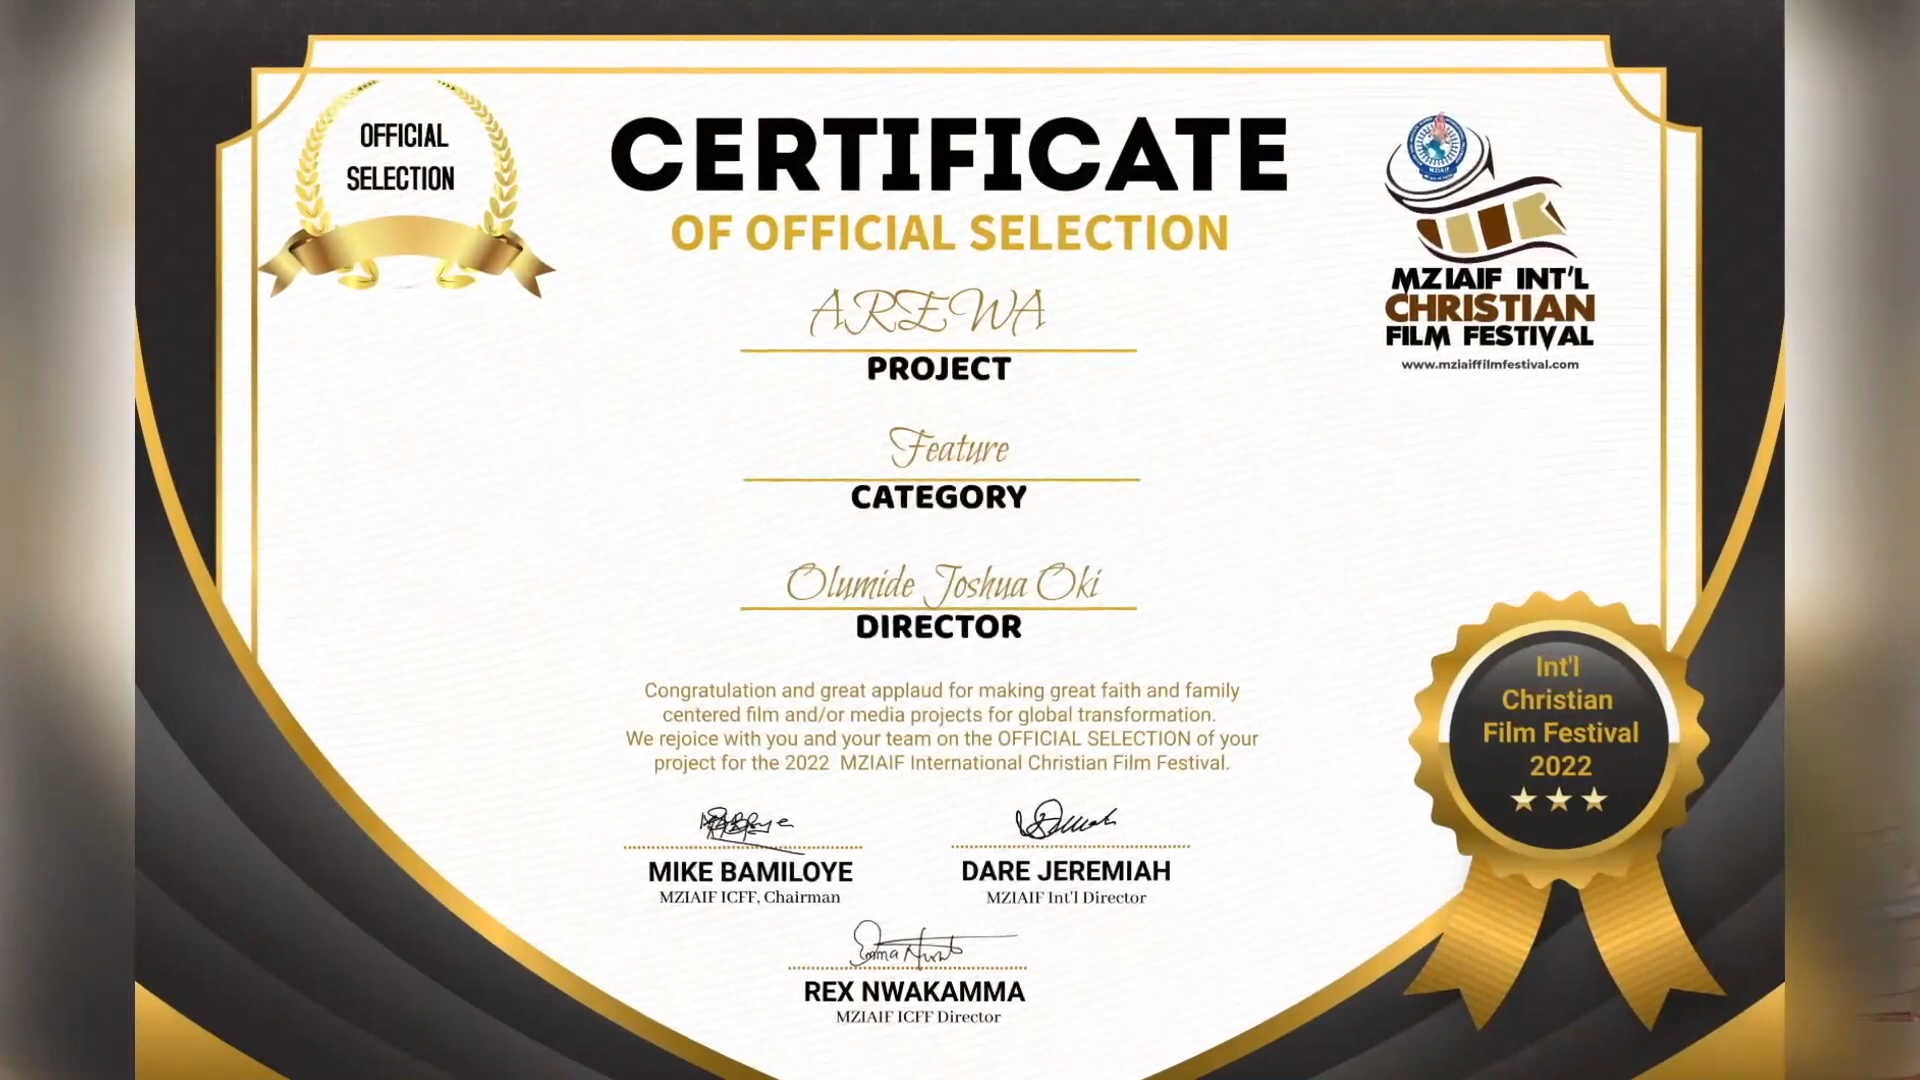 OFFICIAL
SELECTION
CERTIFICATE
OF OFFICIAL SELECTION
MZIAIF
MZIAIF INT'L
CHRISTIAN
FILM FESTIVAL
www.mziaiffilmfestival.com
AREWA
PROJECT
Feature
CATEGORY
Olumide Joshua Oki
DIRECTOR
Congratulation and great applaud for making great faith and family
centered film and/or media projects for global transformation.
We rejoice with you and your team on the OFFICIAL SELECTION of your
project for the 2022 MZIAIF International Christian Film Festival.
MIKE BAMILOYE
MZIAIF ICFF, Chairman
DARE JEREMIAH
MZIAIF Int'l Director
REX NWAKAMMA
MZIAIF ICFF Director
Int'l
Christian
Film Festival
2022